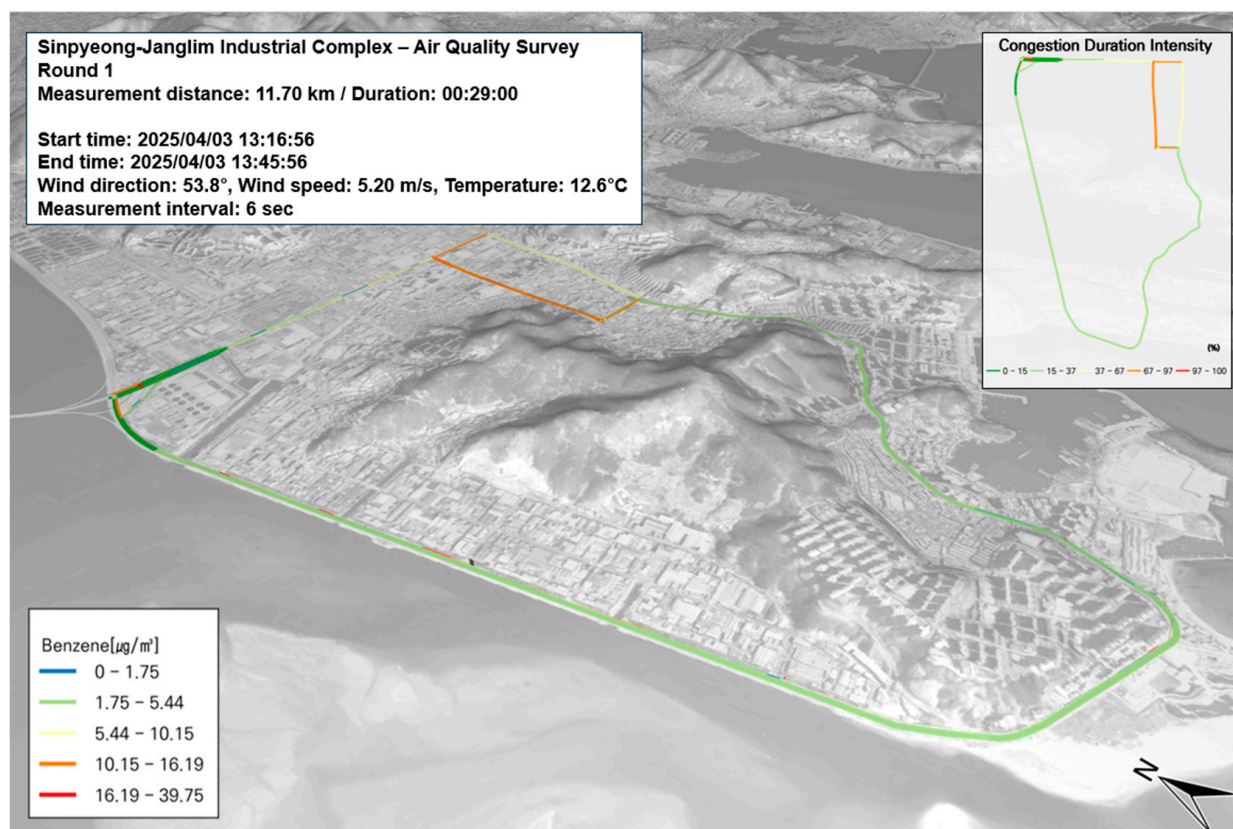 Sinpyeong-Janglim Industrial Complex – Air Quality Survey
Round 1
Measurement distance: 11.70 km / Duration: 00:29:00
Start time: 2025/04/03 13:16:56
End time: 2025/04/03 13:45:56
Wind direction: 53.8°, Wind speed: 5.20 m/s, Temperature: 12.6°C
Measurement interval: 6 sec
Congestion Duration Intensity
(%)
0 – 15 15 – 37 37 – 67 67 – 97 97 – 100
Benzene[㎍/㎥]
0 – 1.75
1.75 – 5.44
5.44 – 10.15
10.15 – 16.19
16.19 – 39.75
N